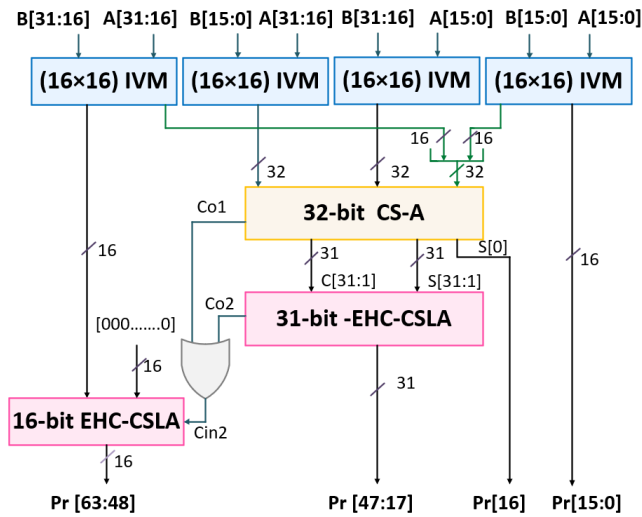 B[31:16] A[31:16] B[15:0] A[31:16] B[31:16] A[15:0] B[15:0] A[15:0]
(16×16) IVM (16×16) IVM (16×16) IVM (16×16) IVM
16 16
32 32 32
Co1 32-bit CS-A
S[0]
16 31 31 16
C[31:1] S[31:1]
Co2
31-bit -EHC-CSLA
[000.......0]
16
31
16-bit EHC-CSLA
Cin2
16
Pr [63:48] Pr [47:17] Pr[16] Pr[15:0]